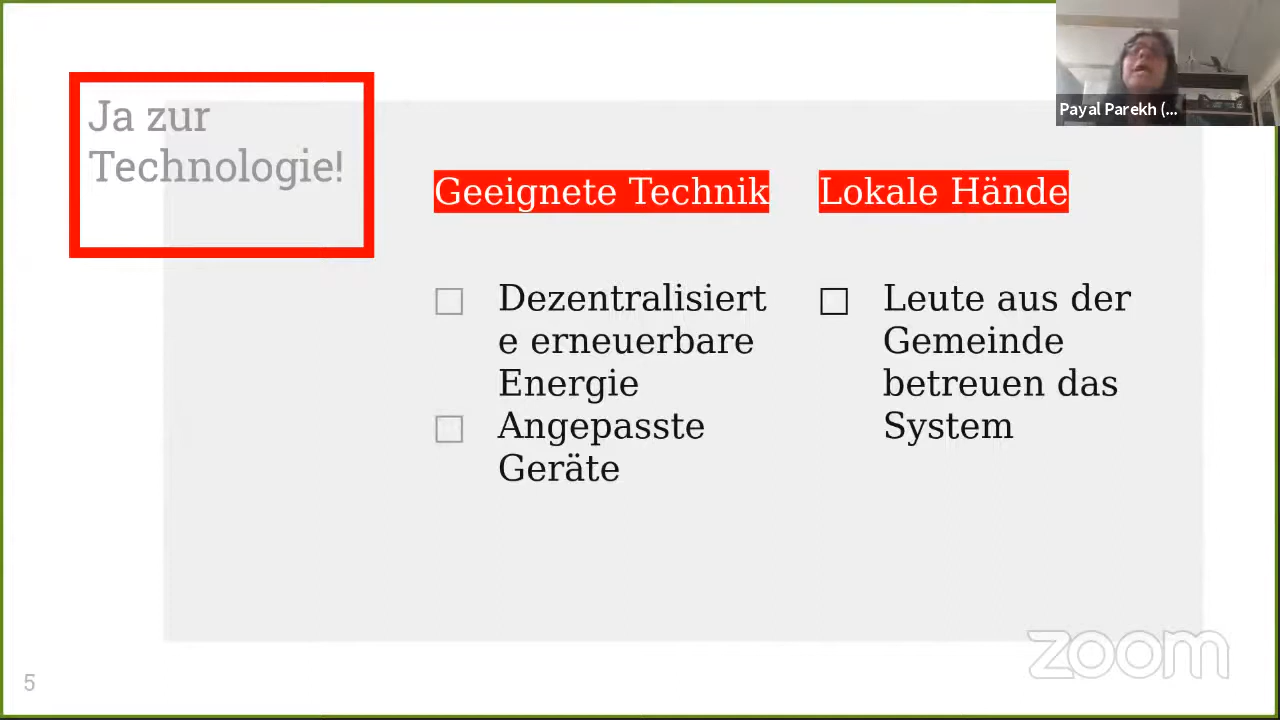 Ja zur
Technologie!
Payal Parekh (...
Geeignete Technik
Dezentralisiert
e erneuerbare
Energie
Angepasste
Geräte
Lokale Hände
Leute aus der
Gemeinde
betreuen das
System
zoom
5